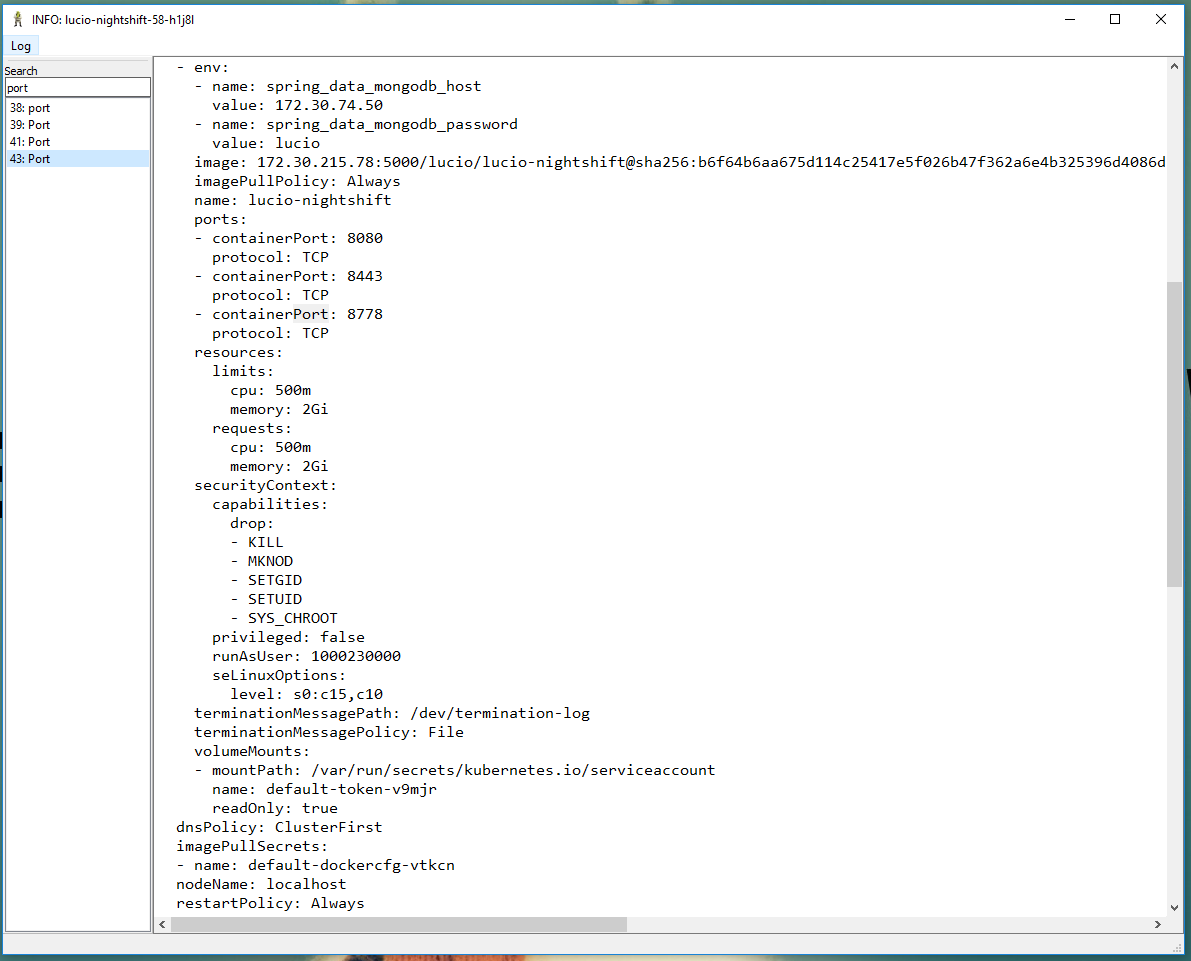 INFO: lucio-nightshift-58-h1j8l
Log
Search
port
38: port
39: Port
41: Port
43: Port
- env:
- name: spring_data_mongodb_host
value: 172.30.74.50
- name: spring_data_mongodb_password
value: lucio
image: 172.30.215.78:5000/lucio/lucio-nightshift@sha256:b6f64b6aa675d114c25417e5f026b47f362a6e4b325396d4086d
imagePullPolicy: Always
name: lucio-nightshift
ports:
- containerPort: 8080
protocol: TCP
- containerPort: 8443
protocol: TCP
- containerPort: 8778
protocol: TCP
resources:
limits:
cpu: 500m
memory: 2Gi
requests:
cpu: 500m
memory: 2Gi
securityContext:
capabilities:
drop:
- KILL
- MKNOD
- SETGID
- SETUID
- SYS_CHROOT
privileged: false
runAsUser: 1000230000
seLinuxOptions:
level: s0:c15,c10
terminationMessagePath: /dev/termination-log
terminationMessagePolicy: File
volumeMounts:
- mountPath: /var/run/secrets/kubernetes.io/serviceaccount
name: default-token-v9mjr
readOnly: true
dnsPolicy: ClusterFirst
imagePullSecrets:
- name: default-dockercfg-vtkcn
nodeName: localhost
restartPolicy: Always